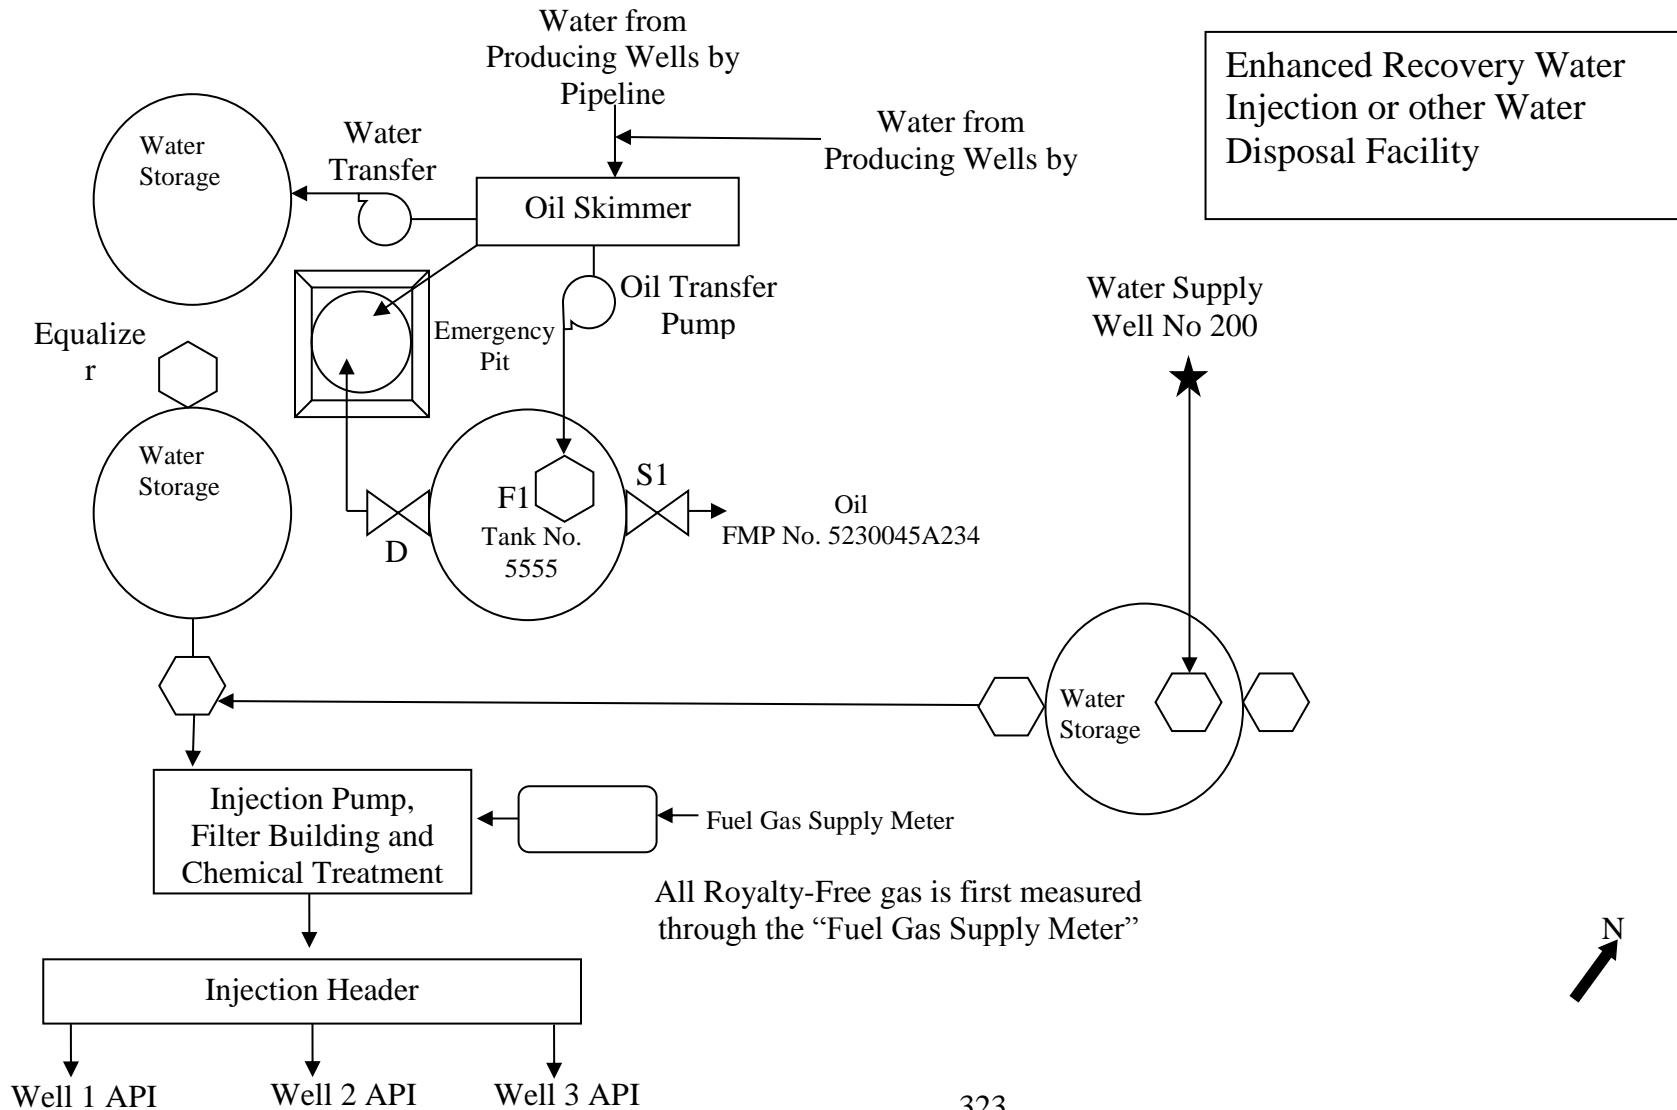 Water from
Producing Wells by
Pipeline
Water from
Producing Wells by
Enhanced Recovery Water
Injection or other Water
Disposal Facility
Water
Storage
Water
Transfer
Oil Skimmer
Oil Transfer
Pump
Emergency
Pit
Equalize
r
Water Supply
Well No 200
Water
Storage
F1
S1
D
Tank No.
5555
Oil
FMP No. 5230045A234
Water
Storage
Injection Pump,
Filter Building and
Chemical Treatment
Fuel Gas Supply Meter
All Royalty-Free gas is first measured
through the “Fuel Gas Supply Meter”
N
Injection Header
Well 1 API
Well 2 API
Well 3 API
323